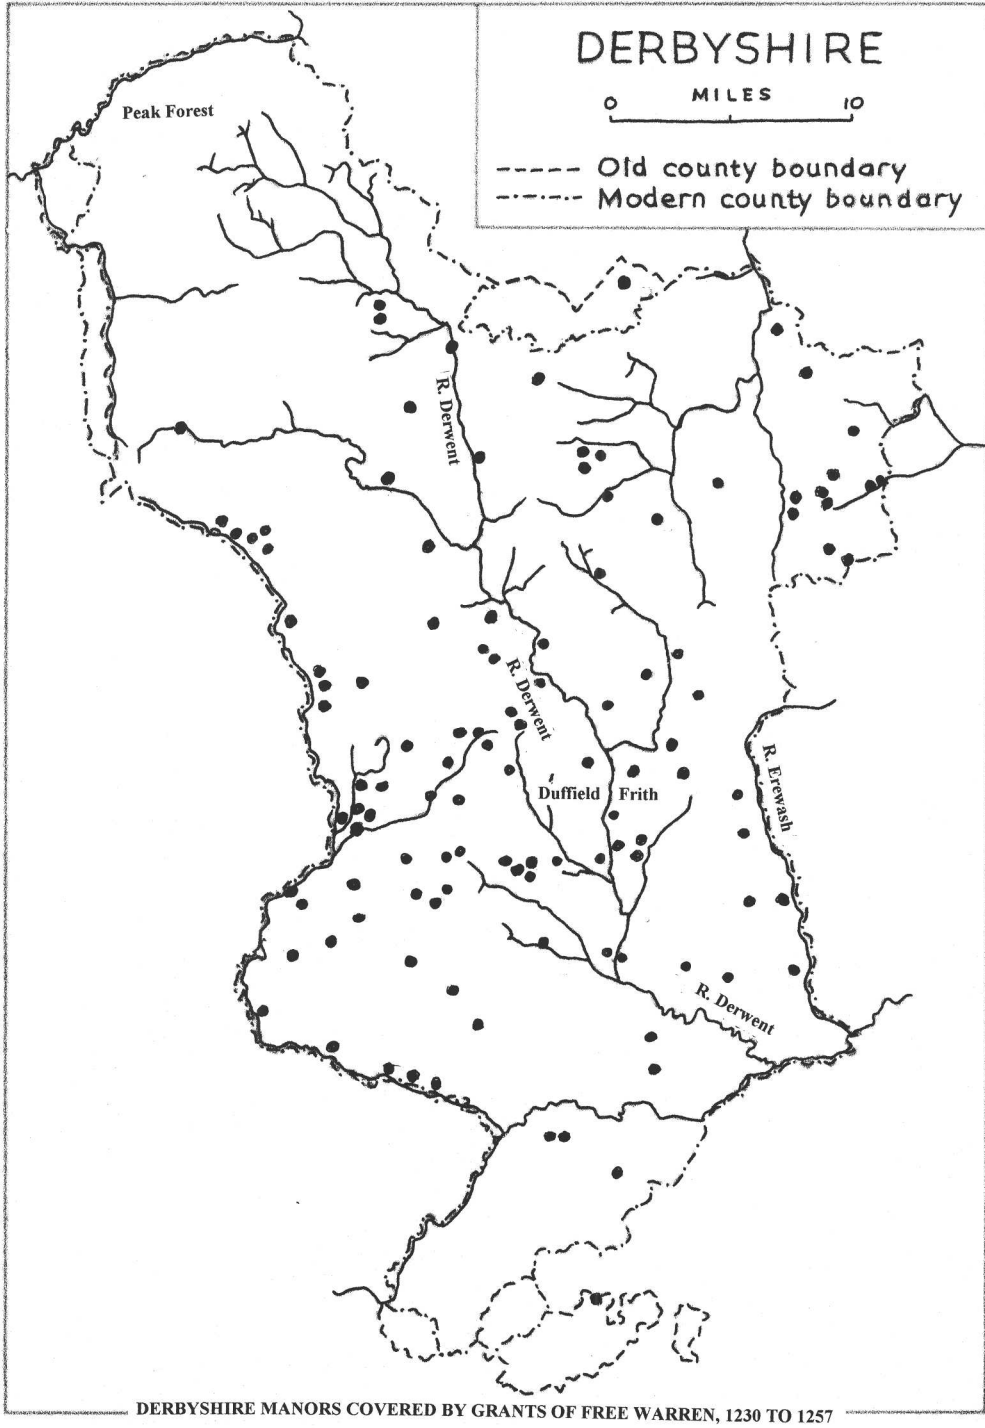 DERBYSHIRE
MILES
0 10
Old county boundary
Modern county boundary
Peak Forest
R. Derwent
R. Derwent
R. Erewash
Duffield Frith
R. Derwent
DERBYSHIRE MANORS COVERED BY GRANTS OF FREE WARREN, 1230 TO 1257